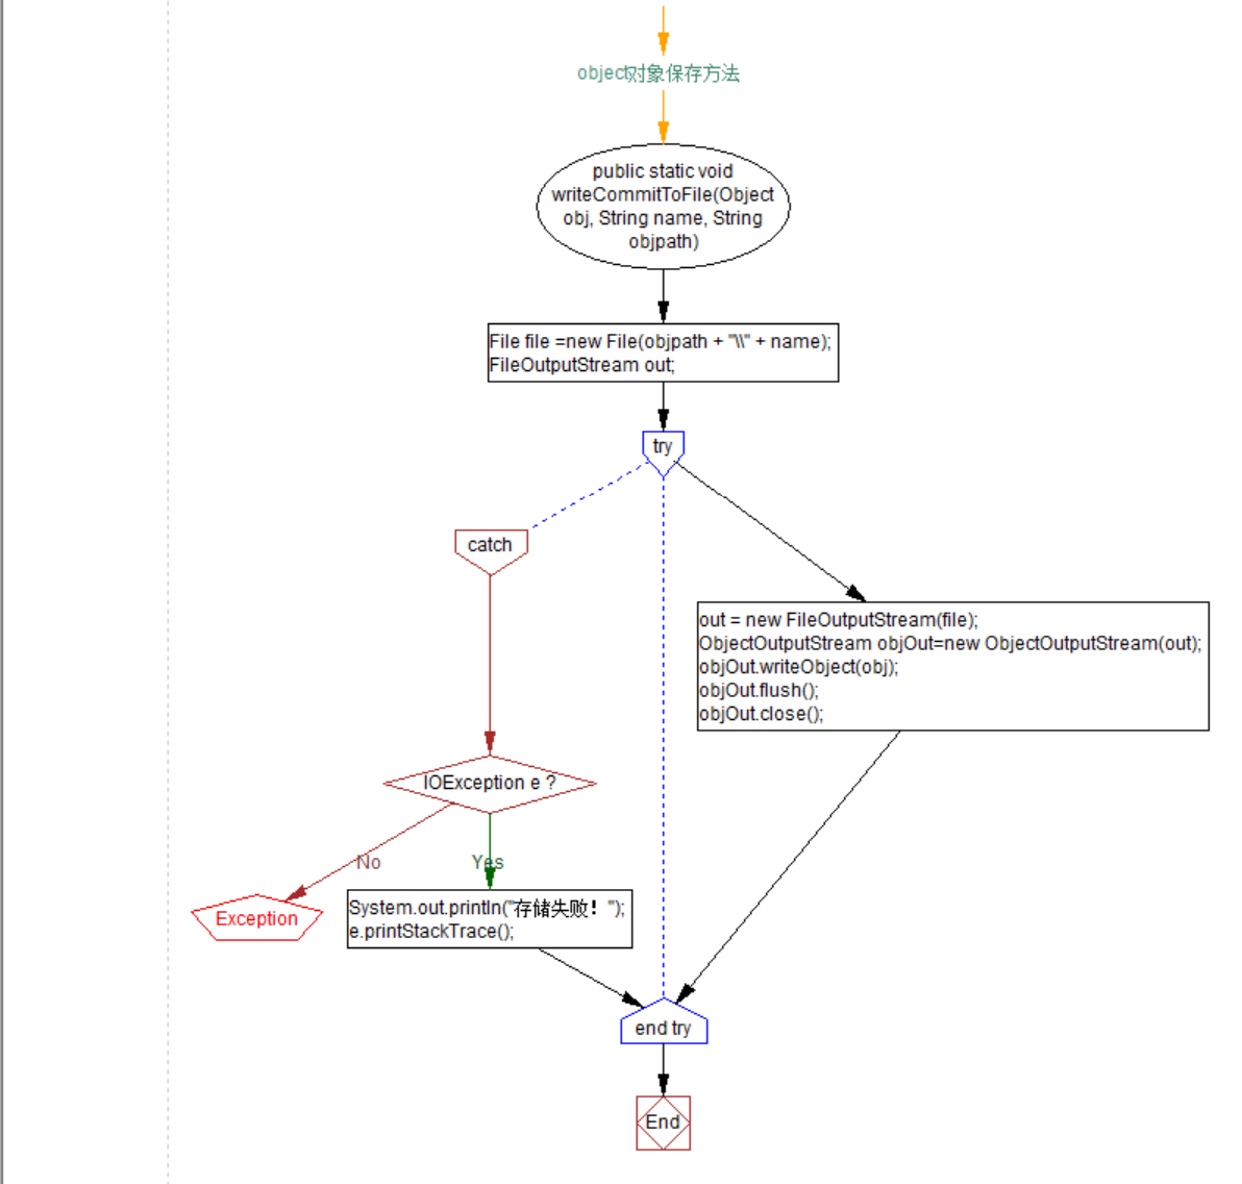 object对象保存方法
public static void
writeCommitToFile(Object
obj, String name, String
objpath)
File file =new File(objpath + "\\" + name);
FileOutputStream out;
try
catch
out = new FileOutputStream(file);
ObjectOutputStream objOut=new ObjectOutputStream(out);
objOut.writeObject(obj);
objOut.flush();
objOut.close();
IOException e ?
No
Yes
Exception
System.out.println("存储失败！");
e.printStackTrace();
end try
End